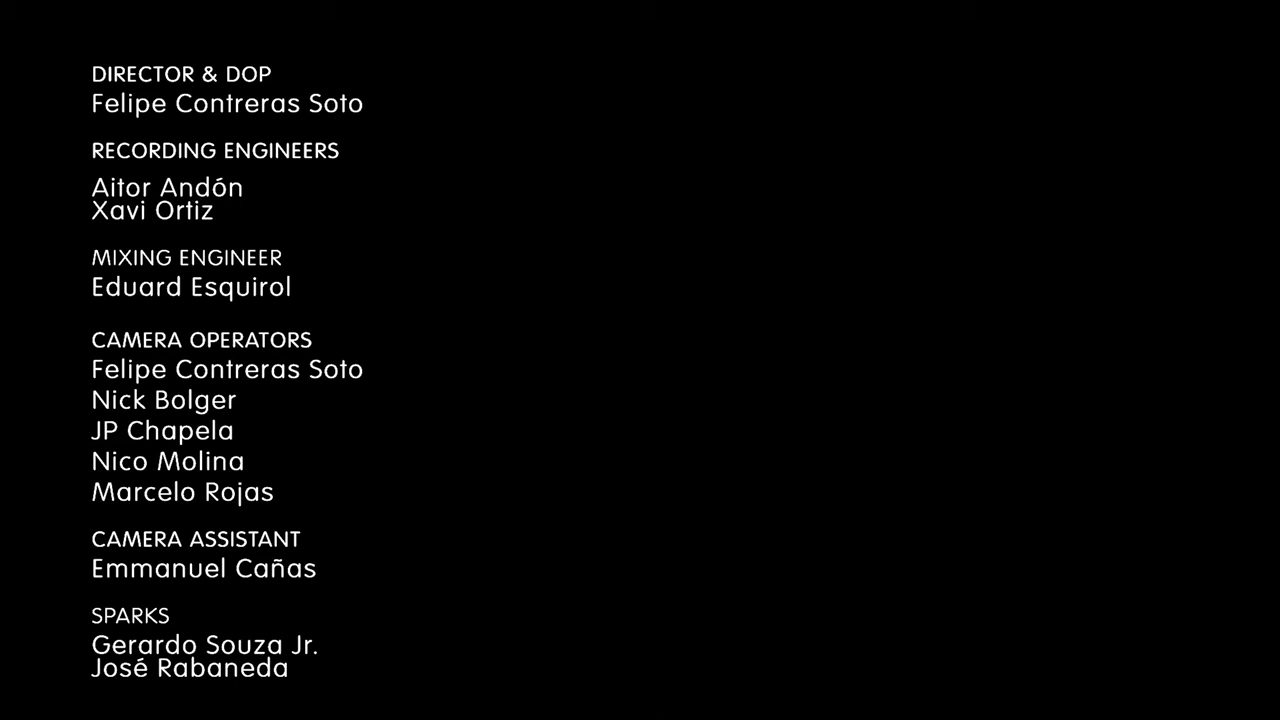 DIRECTOR & DOP
Felipe Contreras Soto
RECORDING ENGINEERS
Aitor Andón
Xavi Ortiz
MIXING ENGINEER
Eduard Esquirol
CAMERA OPERATORS
Felipe Contreras Soto
Nick Bolger
JP Chapela
Nico Molina
Marcelo Rojas
CAMERA ASSISTANT
Emmanuel Cañas
SPARKS
Gerardo Souza Jr.
José Rabaneda